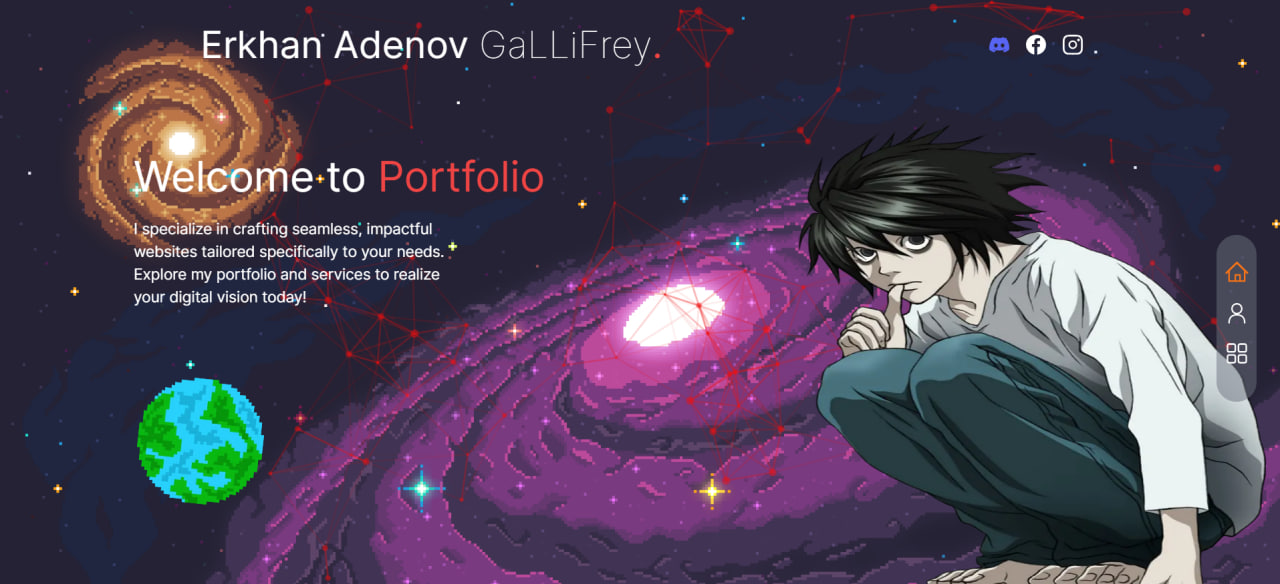 Erkhan Adenov GaLLiFrey.
Welcome to Portfolio
I specialize in crafting seamless, impactful
websites tailored specifically to your needs.
Explore my portfolio and services to realize
your digital vision today!